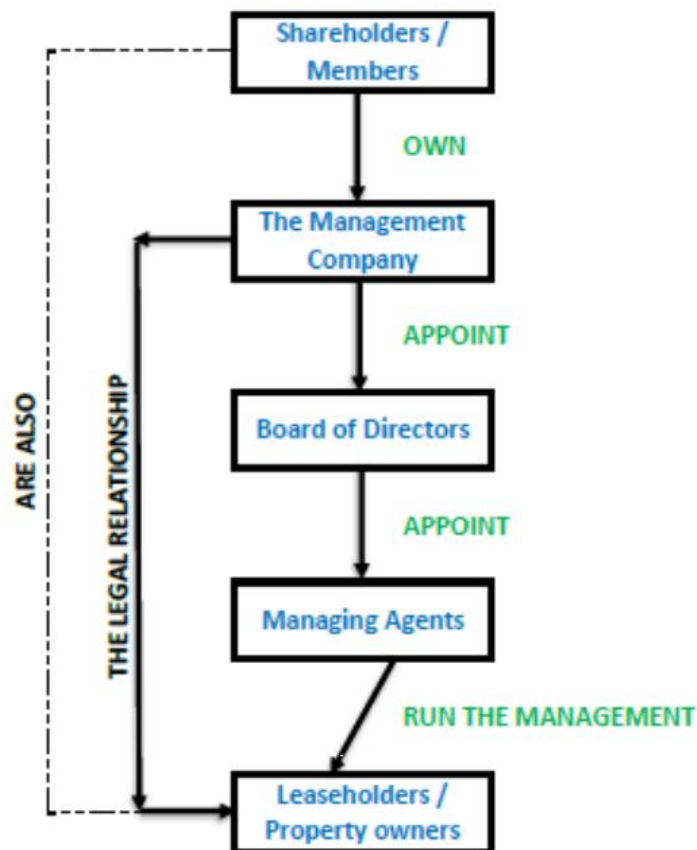 Shareholders /
Members
OWN
The Management
Company
APPOINT
Board of Directors
APPOINT
Managing Agents
RUN THE MANAGEMENT
Leaseholders /
Property owners
ARE ALSO
THE LEGAL RELATIONSHIP